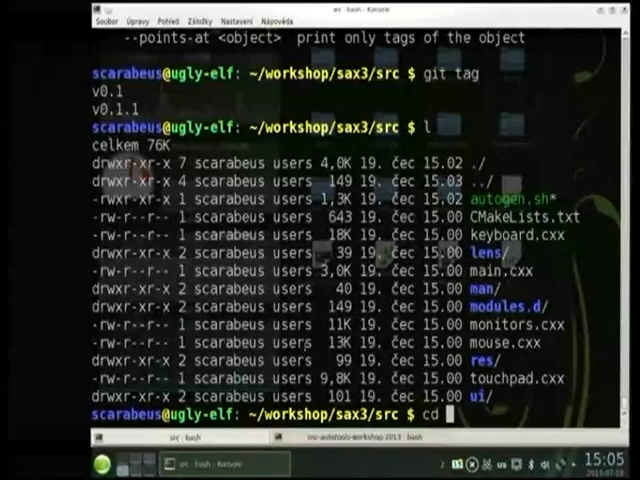 src : bash – Konsole
Soubor Úpravy Pohled Záložky Nastavení Nápověda
--points-at <object> print only tags of the object
scarabeus@ugly-elf: ~/workshop/sax3/src $ git tag
v0.1
v0.1.1
scarabeus@ugly-elf: ~/workshop/sax3/src $ l
celkem 76K
drwxr-xr-x 7 scarabeus users 4,0K 19. čec 15.02 ./
drwxr-xr-x 4 scarabeus users 149 19. čec 15.03 ../
-rwxr-xr-x 1 scarabeus users 1,3K 19. čec 15.02 autogen.sh*
-rw-r--r-- 1 scarabeus users 643 19. čec 15.00 CMakeLists.txt
-rw-r--r-- 1 scarabeus users 18K 19. čec 15.00 keyboard.cxx
drwxr-xr-x 2 scarabeus users 39 19. čec 15.00 lens/
-rw-r--r-- 1 scarabeus users 3,0K 19. čec 15.00 main.cxx
drwxr-xr-x 2 scarabeus users 40 19. čec 15.00 man/
drwxr-xr-x 2 scarabeus users 149 19. čec 15.00 modules.d/
-rw-r--r-- 1 scarabeus users 11K 19. čec 15.00 monitors.cxx
-rw-r--r-- 1 scarabeus users 13K 19. čec 15.00 mouse.cxx
drwxr-xr-x 2 scarabeus users 99 19. čec 15.00 res/
-rw-r--r-- 1 scarabeus users 9,8K 19. čec 15.00 touchpad.cxx
drwxr-xr-x 2 scarabeus users 101 19. čec 15.00 ui/
scarabeus@ugly-elf: ~/workshop/sax3/src $ cd
src : bash
autotools-workshop-2013 : bash
src : bash – Konsole
us
15:05
2013-07-19